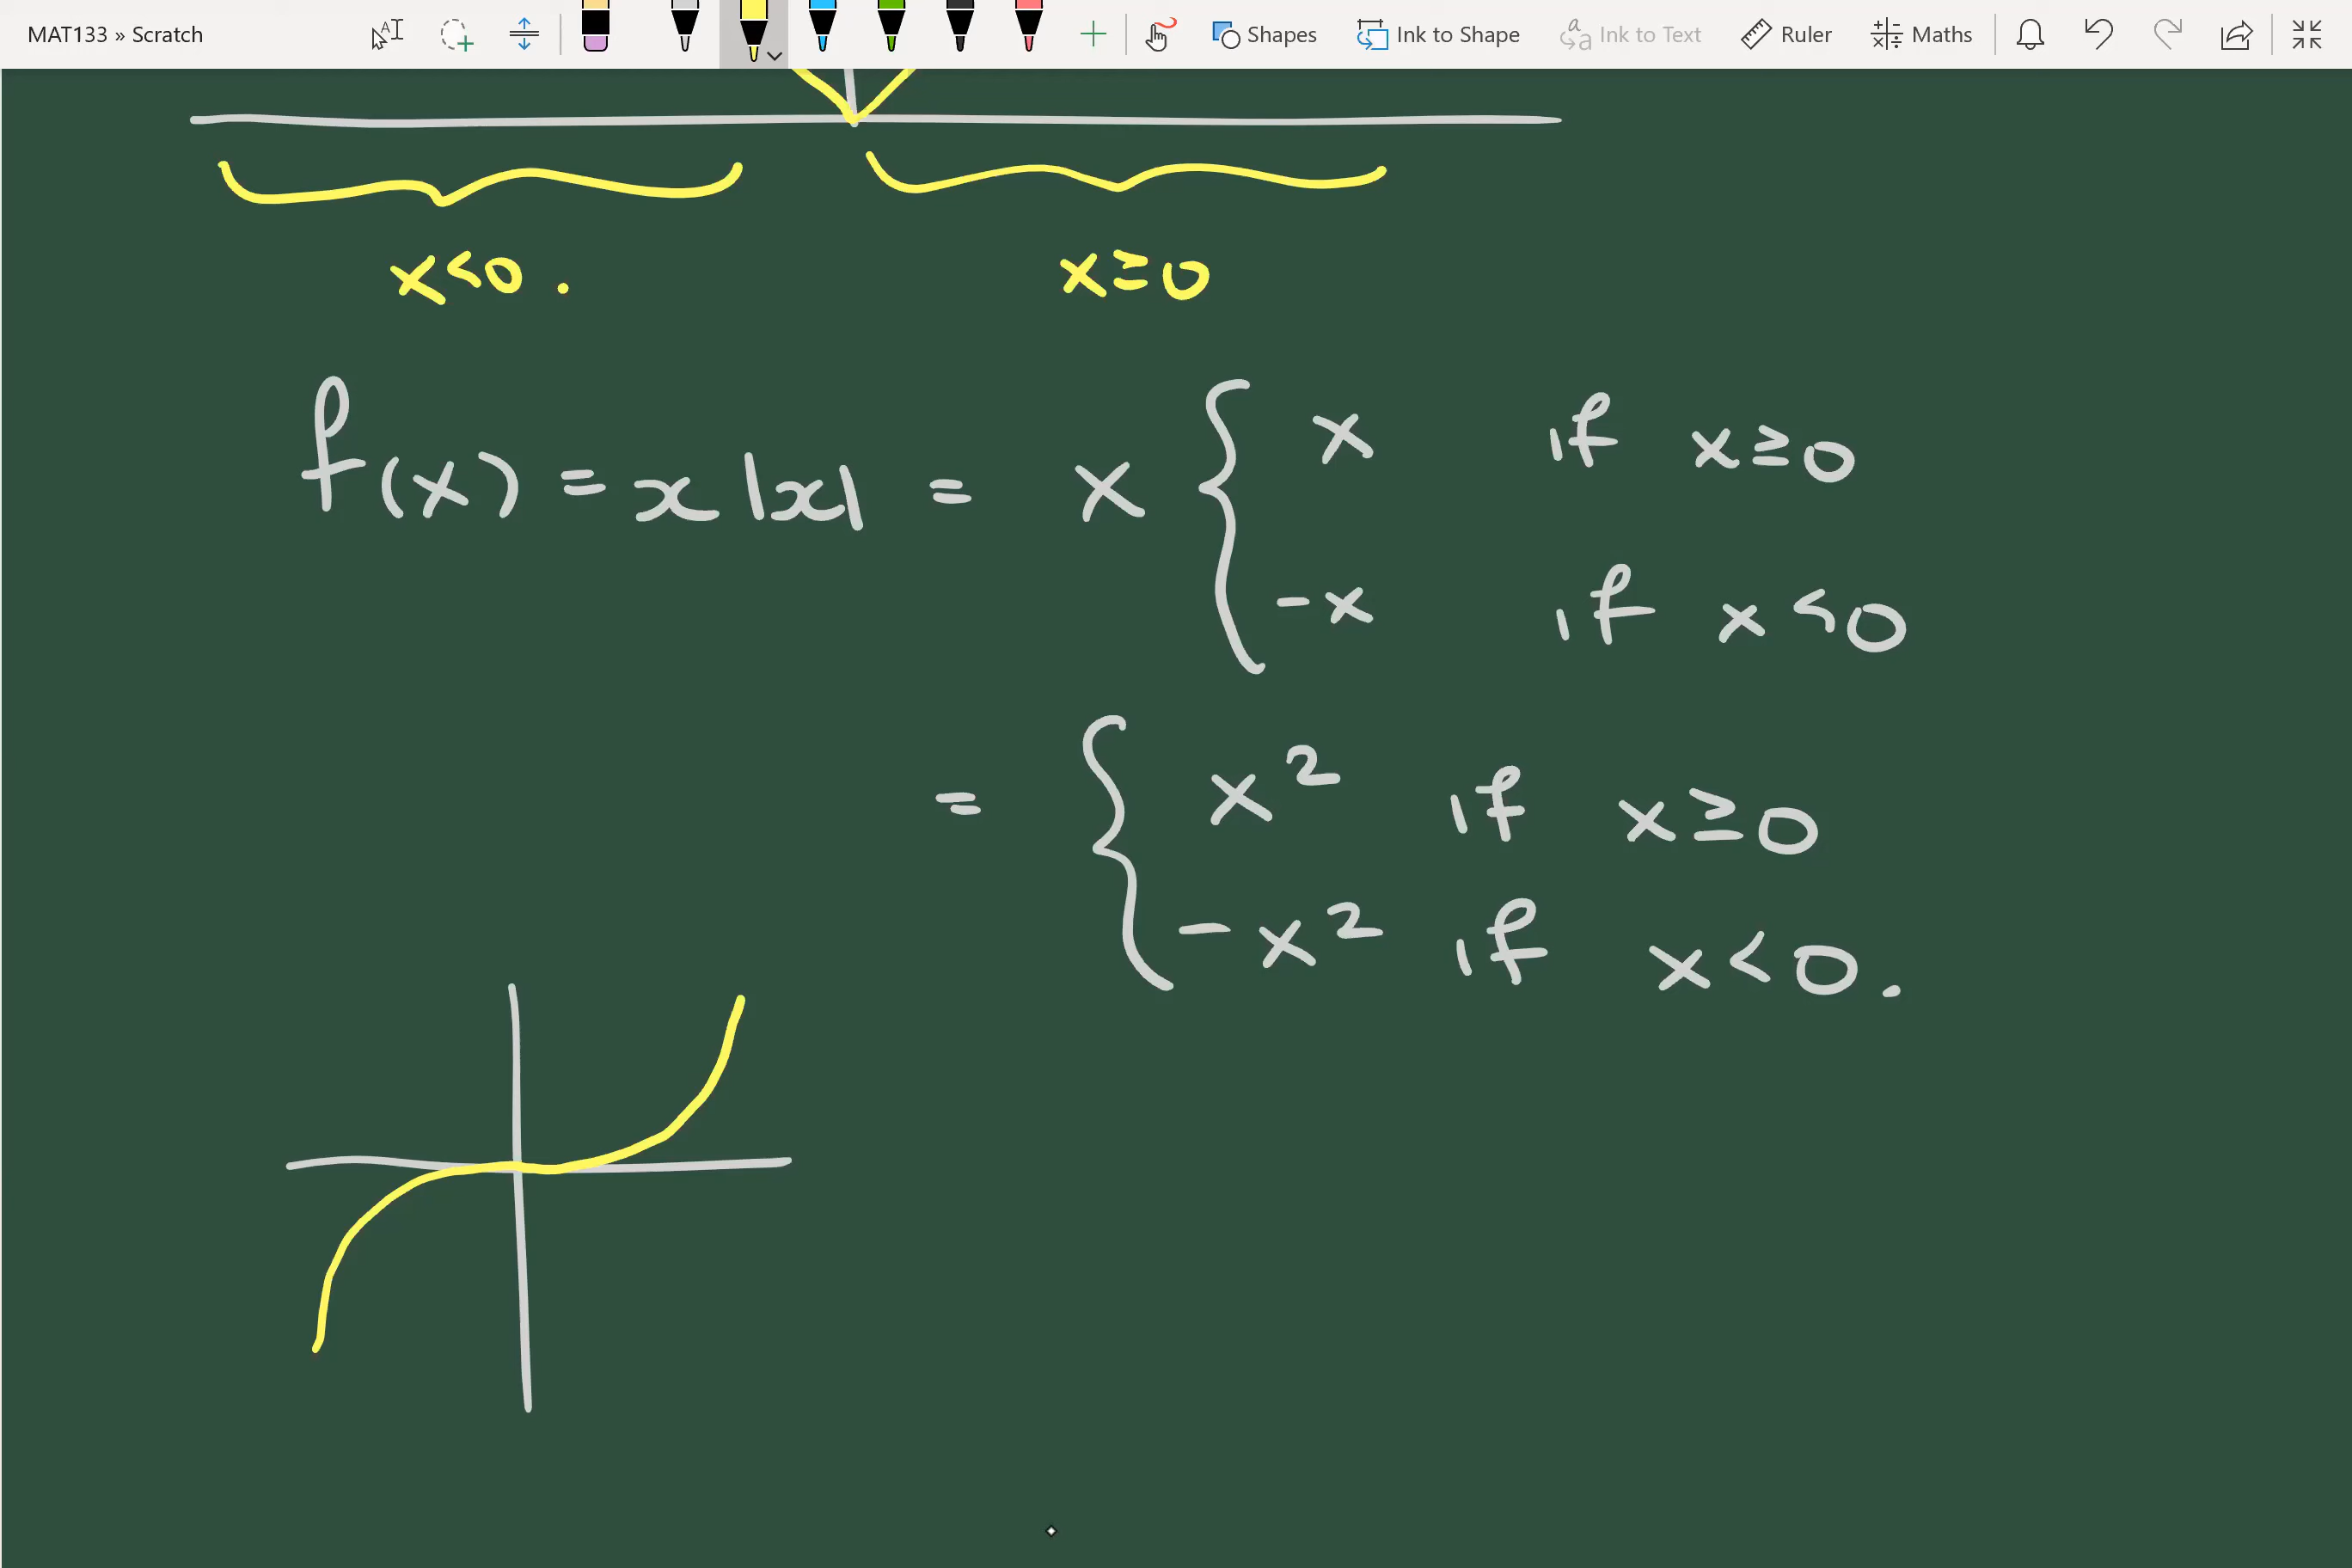 MAT133 » Scratch Shapes Ink to Shape Ink to Text Ruler Maths
x<0. x≥0
f(x) = x|x| = x { x if x≥0
-x if x<0
= { x² if x≥0
-x² if x<0.